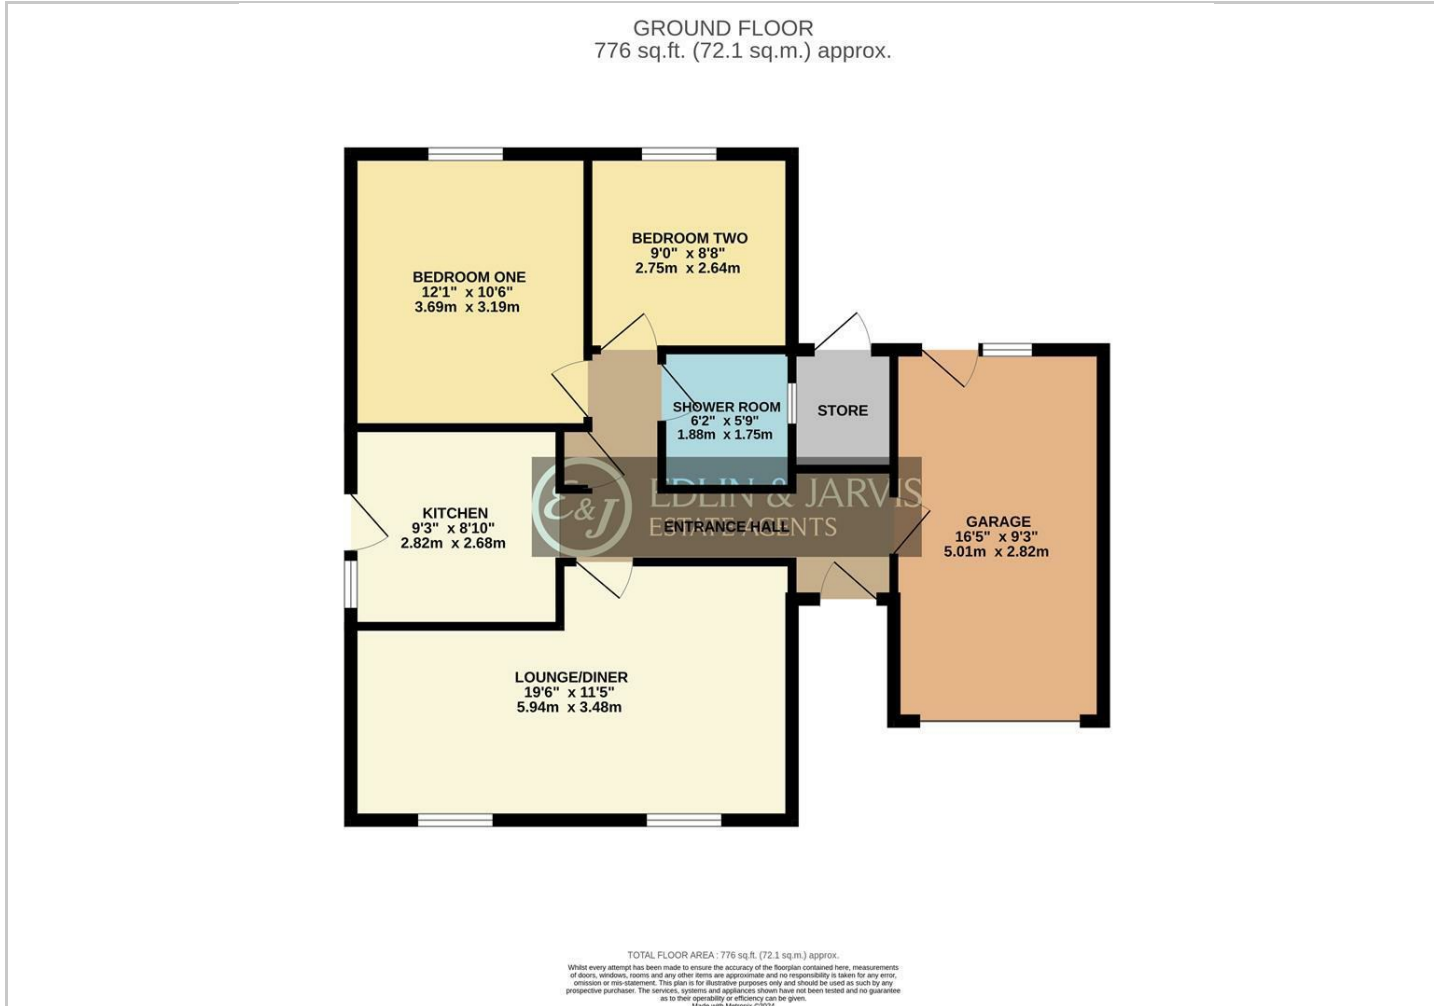 GROUND FLOOR
776 sq.ft. (72.1 sq.m.) approx.
BEDROOM TWO
9'0" x 8'8"
2.75m x 2.64m
BEDROOM ONE
12'1" x 10'6"
3.69m x 3.19m
SHOWER ROOM
6'2" x 5'9"
1.88m x 1.75m
STORE
KITCHEN
9'3" x 8'10"
2.82m x 2.68m
E&J
EDLIN & JARVIS
ESTATE AGENTS
ENTRANCE HALL
GARAGE
16'5" x 9'3"
5.01m x 2.82m
LOUNGE/DINER
19'6" x 11'5"
5.94m x 3.48m
TOTAL FLOOR AREA : 776 sq.ft. (72.1 sq.m.) approx.
Whilst every attempt has been made to ensure the accuracy of the floorplan contained here, measurements
of doors, windows, rooms and any other items are approximate and no responsibility is taken for any error,
omission or mis-statement. This plan is for illustrative purposes only and should be used as such by any
prospective purchaser. The services, systems and appliances shown have not been tested and no guarantee
as to their operability or efficiency can be given.
Made with Metropix ©2024